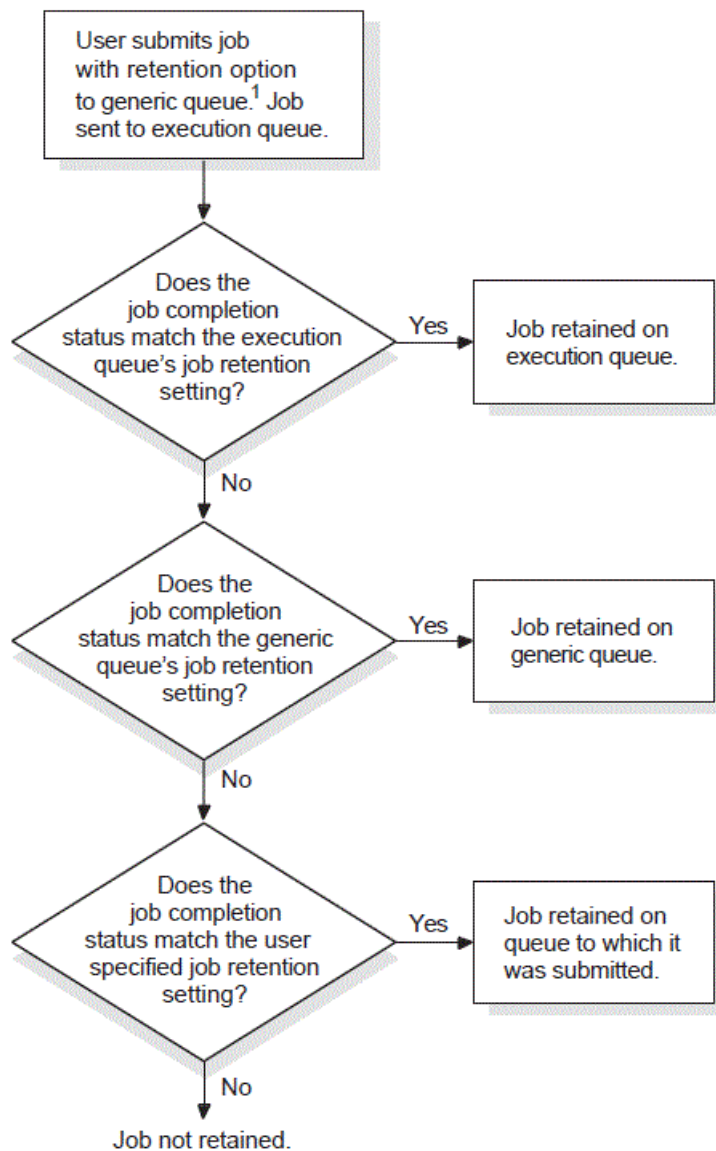 User submits job
with retention option
to generic queue.¹ Job
sent to execution queue.
Does the
job completion
status match the execution
queue’s job retention
setting?
Yes
Job retained on
execution queue.
No
Does the
job completion
status match the generic
queue’s job retention
setting?
Yes
Job retained on
generic queue.
No
Does the
job completion
status match the user
specified job retention
setting?
Yes
Job retained on
queue to which it
was submitted.
No
Job not retained.